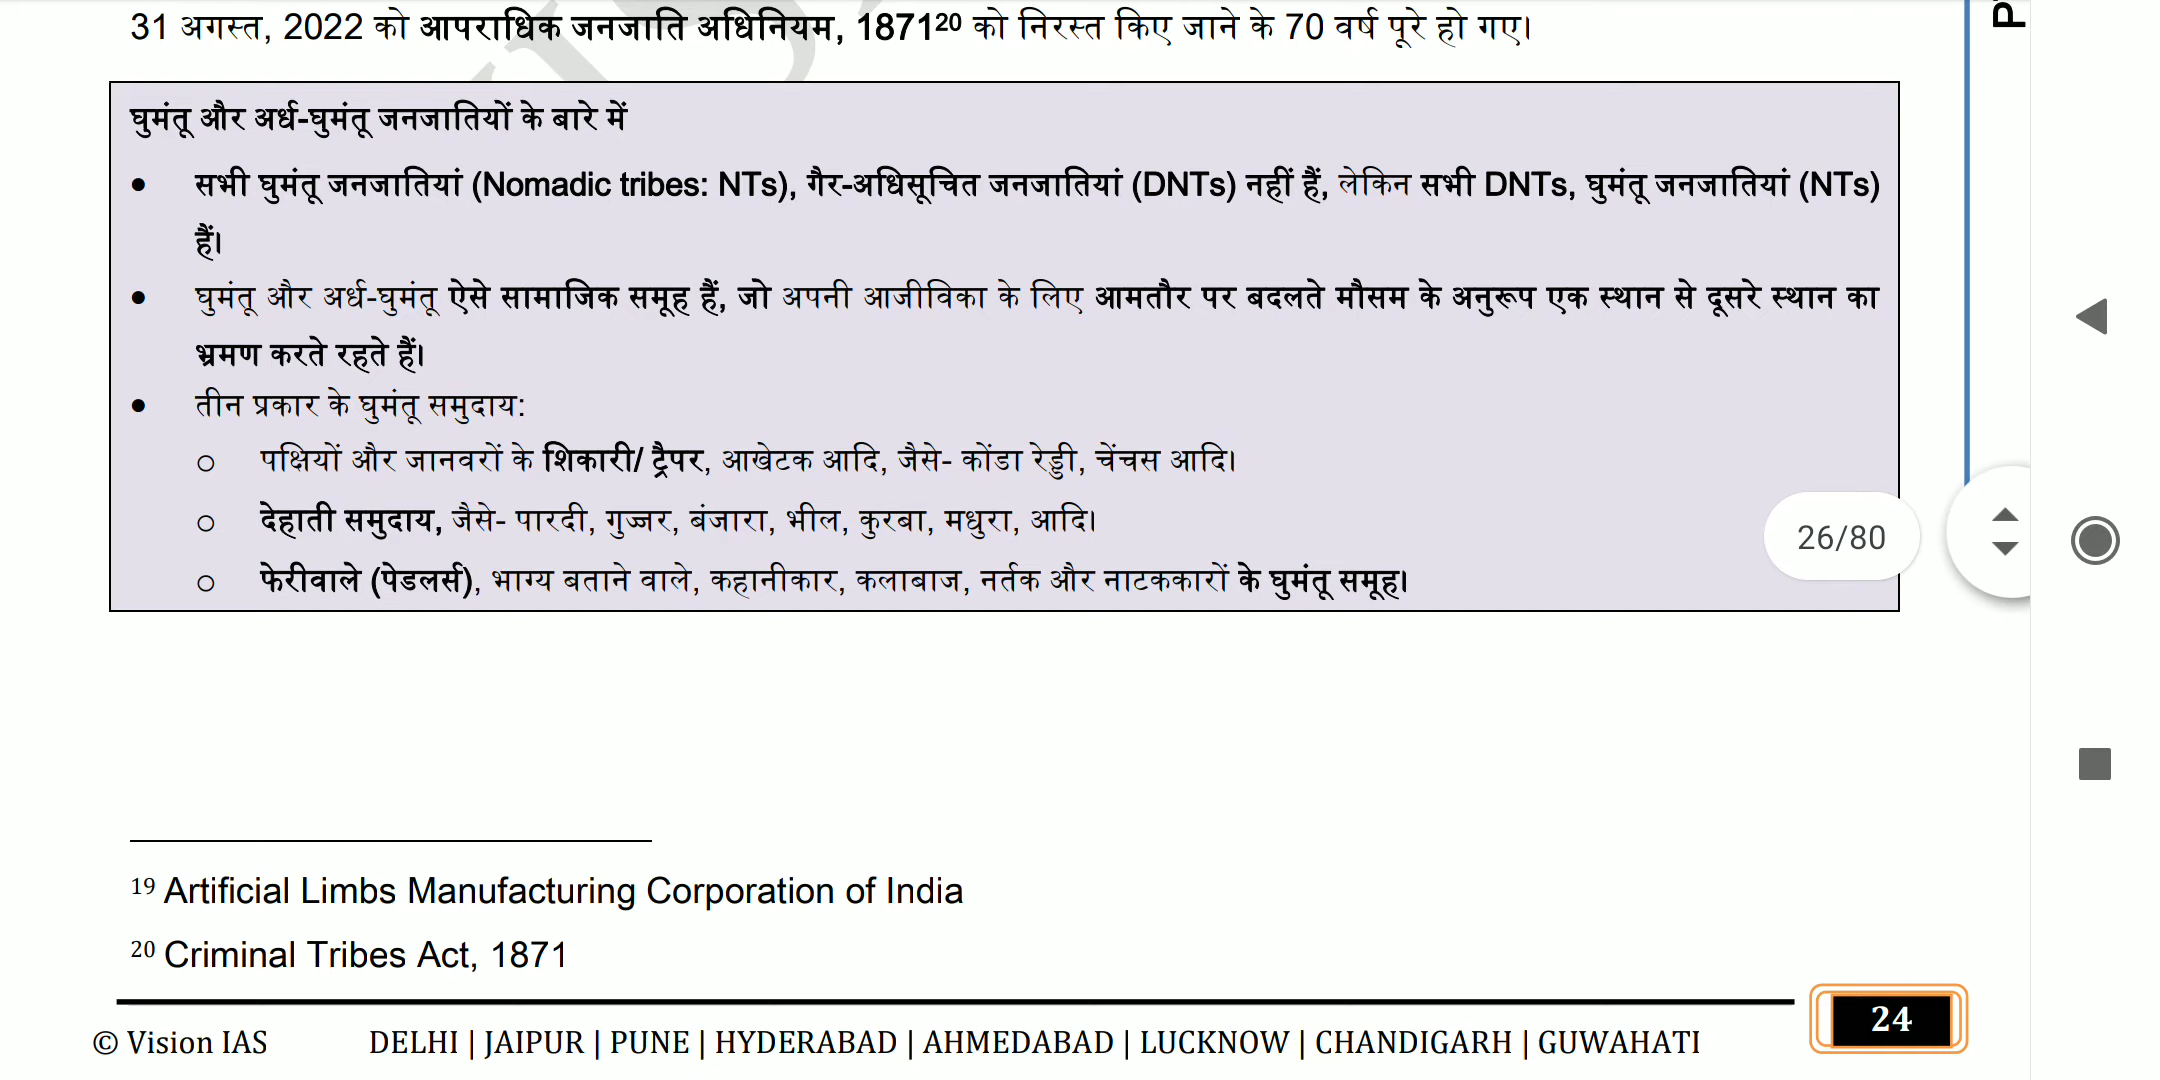 31 अगस्त, 2022 को आपराधिक जनजाति अधिनियम, 1871²⁰ को निरस्त किए जाने के 70 वर्ष पूरे हो गए।
घुमंतू और अर्ध-घुमंतू जनजातियों के बारे में
• सभी घुमंतू जनजातियां (Nomadic tribes: NTs), गैर-अधिसूचित जनजातियां (DNTs) नहीं हैं, लेकिन सभी DNTs, घुमंतू जनजातियां (NTs)
हैं।
• घुमंतू और अर्ध-घुमंतू ऐसे सामाजिक समूह हैं, जो अपनी आजीविका के लिए आमतौर पर बदलते मौसम के अनुरूप एक स्थान से दूसरे स्थान का
भ्रमण करते रहते हैं।
• तीन प्रकार के घुमंतू समुदाय:
o पक्षियों और जानवरों के शिकारी/ ट्रैपर, आखेटक आदि, जैसे- कोंडा रेड्डी, चेंचस आदि।
o देहाती समुदाय, जैसे- पारदी, गुज्जर, बंजारा, भील, कुरबा, मधुरा, आदि।
o फेरीवाले (पेडलर्स), भाग्य बताने वाले, कहानीकार, कलाबाज, नर्तक और नाटककारों के घुमंतू समूह।
26/80
¹⁹ Artificial Limbs Manufacturing Corporation of India
²⁰ Criminal Tribes Act, 1871
24
© Vision IAS DELHI | JAIPUR | PUNE | HYDERABAD | AHMEDABAD | LUCKNOW | CHANDIGARH | GUWAHATI